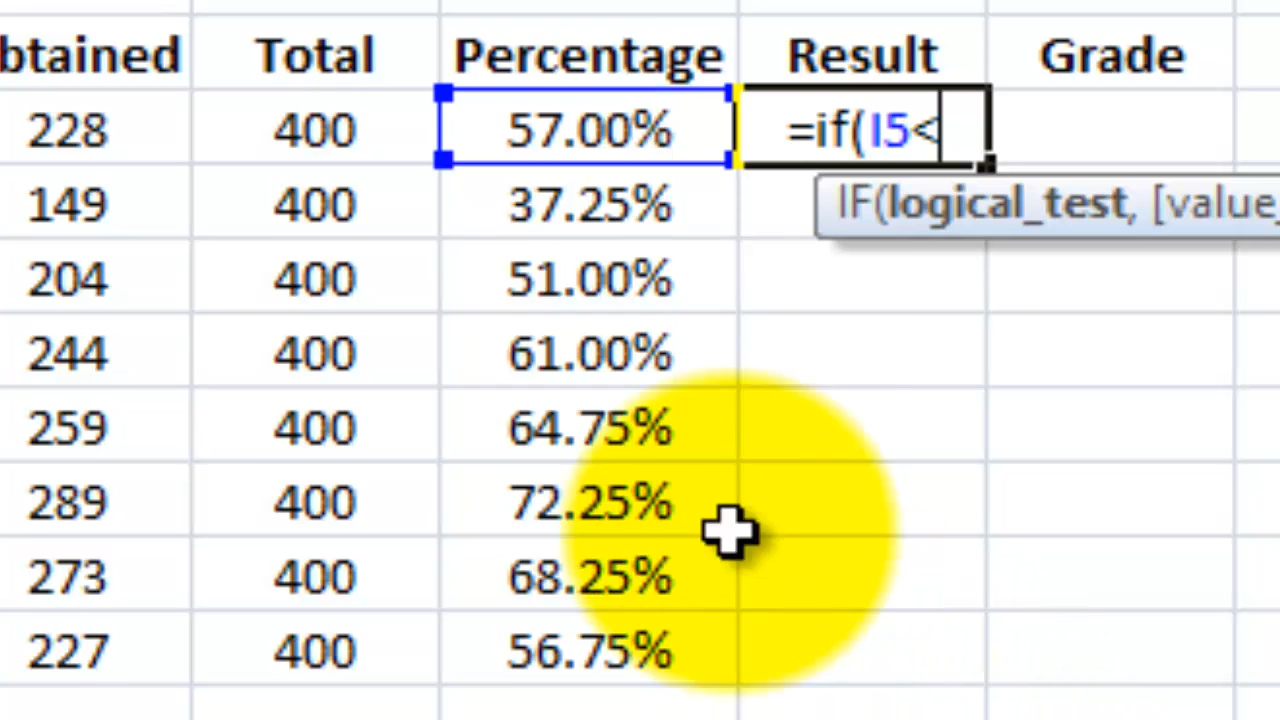 btained Total Percentage Result Grade
228 400 57.00% =if(I5<
149 400 37.25% IF(logical_test, [value_
204 400 51.00%
244 400 61.00%
259 400 64.75%
289 400 72.25%
273 400 68.25%
227 400 56.75%